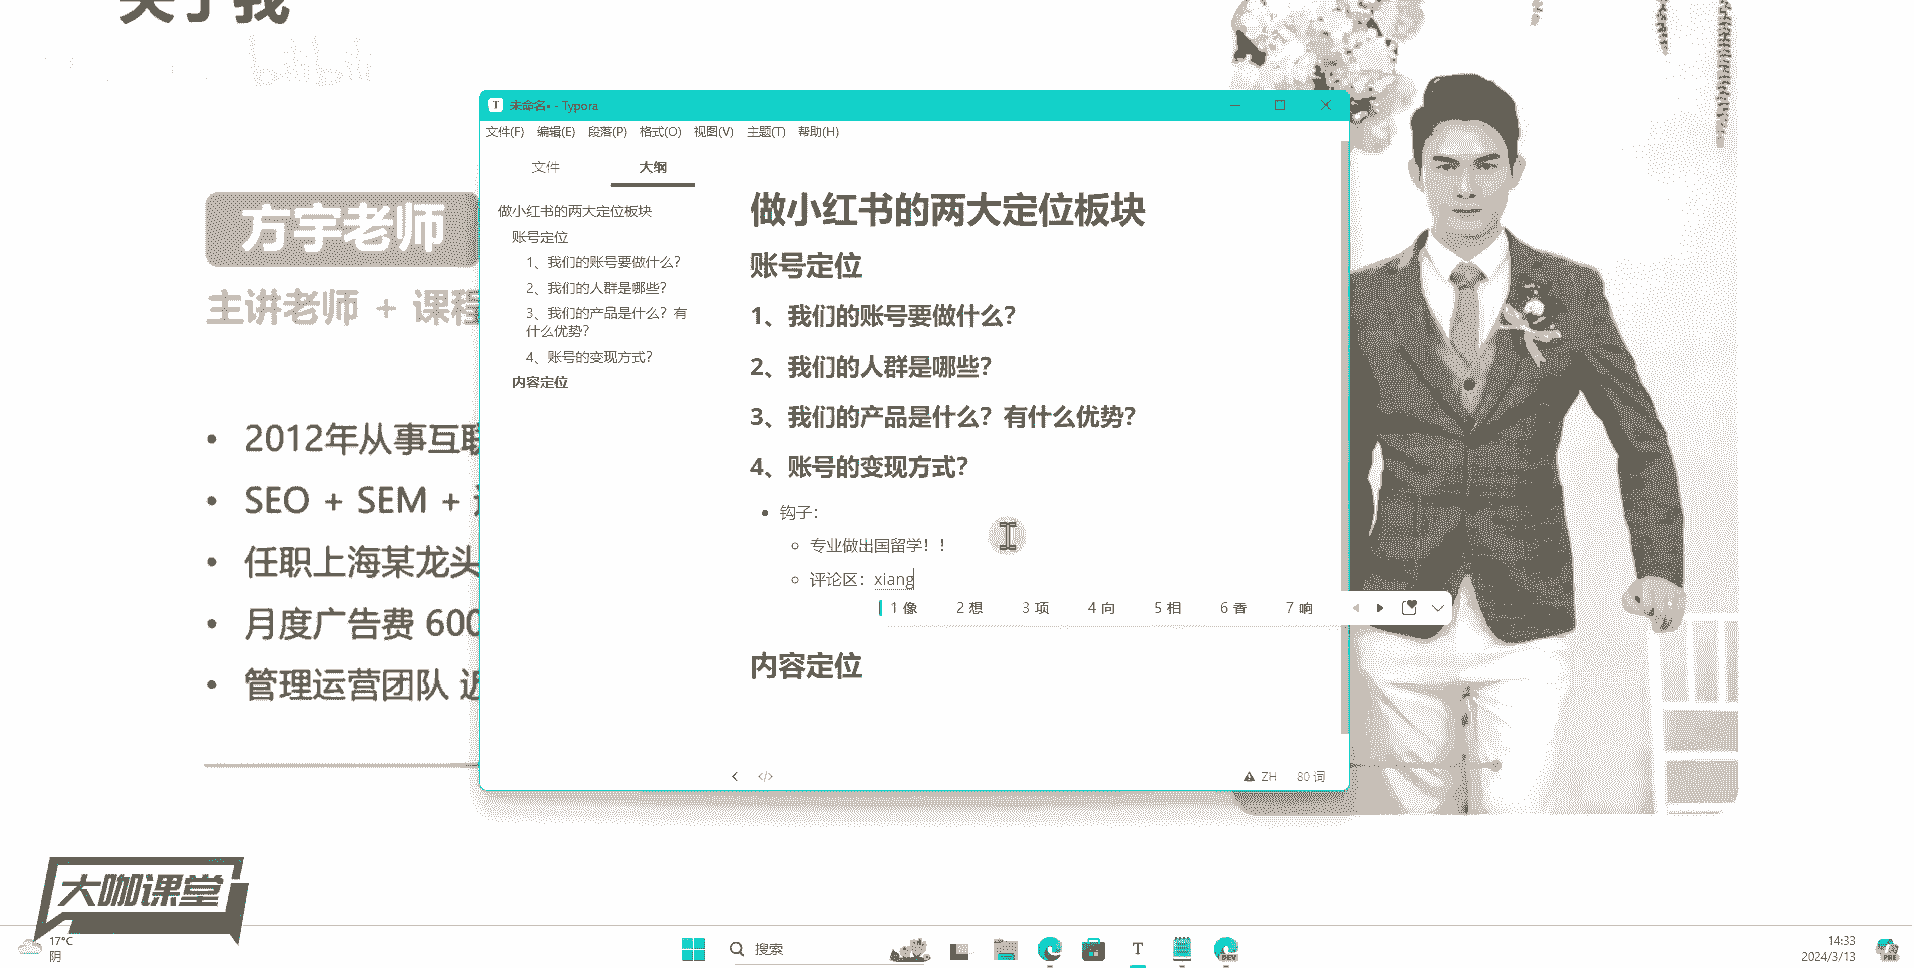 关于我
bilibili
方宇老师
主讲老师 + 课程
2012年从事互联
SEO + SEM +
任职上海某龙头
月度广告费 600
管理运营团队 近
T 未命名• - Typora
文件(F) 编辑(E) 段落(P) 格式(O) 视图(V) 主题(T) 帮助(H)
文件 大纲
做小红书的两大定位板块
账号定位
1、我们的账号要做什么？
2、我们的人群是哪些？
3、我们的产品是什么？有
什么优势？
4、账号的变现方式？
内容定位
做小红书的两大定位板块
账号定位
1、我们的账号要做什么？
2、我们的人群是哪些？
3、我们的产品是什么？有什么优势？
4、账号的变现方式？
钩子：
专业做出国留学！！
评论区：xiang
1 像 2 想 3 项 4 向 5 相 6 香 7 响
内容定位
</> ZH 80 词
大咖课堂
17°C
阴
搜索
T
DEV
14:33
2024/3/13
PRE